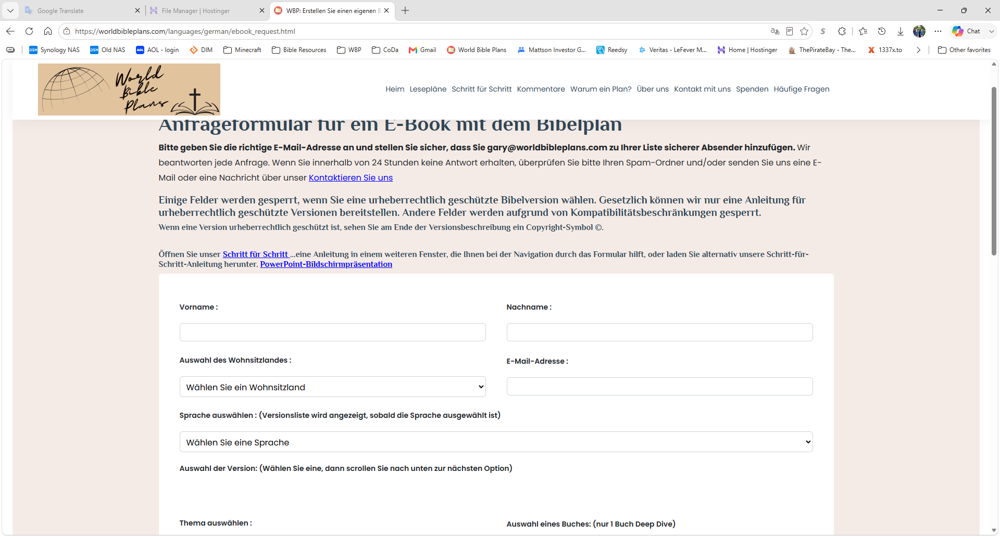 Google Translate
File Manager | Hostinger
WBP: Erstellen Sie einen eigenen B
https://worldbibleplans.com/languages/german/ebook_request.html
Chat
Synology NAS
Old NAS
AOL - login
DIM
Minecraft
Bible Resources
WBP
CoDa
Gmail
World Bible Plans
Mattson Investor G...
Reedsy
Veritas - LeFever M...
Home | Hostinger
ThePirateBay - The...
1337x.to
Other favorites
World
Bible
Plans
Heim Lesepläne Schritt für Schritt Kommentare Warum ein Plan? Über uns Kontakt mit uns Spenden Häufige Fragen
Anfrageformular für ein E-Book mit dem Bibelplan
Bitte geben Sie die richtige E-Mail-Adresse an und stellen Sie sicher, dass Sie gary@worldbibleplans.com zu Ihrer Liste sicherer Absender hinzufügen. Wir
beantworten jede Anfrage. Wenn Sie innerhalb von 24 Stunden keine Antwort erhalten, überprüfen Sie bitte Ihren Spam-Ordner und/oder senden Sie uns eine E-
Mail oder eine Nachricht über unser Kontaktieren Sie uns
Einige Felder werden gesperrt, wenn Sie eine urheberrechtlich geschützte Bibelversion wählen. Gesetzlich können wir nur eine Anleitung für
urheberrechtlich geschützte Versionen bereitstellen. Andere Felder werden aufgrund von Kompatibilitätsbeschränkungen gesperrt.
Wenn eine Version urheberrechtlich geschützt ist, sehen Sie am Ende der Versionsbeschreibung ein Copyright-Symbol ©.
Öffnen Sie unser Schritt für Schritt ...eine Anleitung in einem weiteren Fenster, die Ihnen bei der Navigation durch das Formular hilft, oder laden Sie alternativ unsere Schritt-für-
Schritt-Anleitung herunter. PowerPoint-Bildschirmpräsentation
Vorname :
Nachname :
Auswahl des Wohnsitzlandes :
E-Mail-Adresse :
Wählen Sie ein Wohnsitzland
Sprache auswählen : (Versionsliste wird angezeigt, sobald die Sprache ausgewählt ist)
Wählen Sie eine Sprache
Auswahl der Version: (Wählen Sie eine, dann scrollen Sie nach unten zur nächsten Option)
Thema auswählen :
Auswahl eines Buches: (nur 1 Buch Deep Dive)